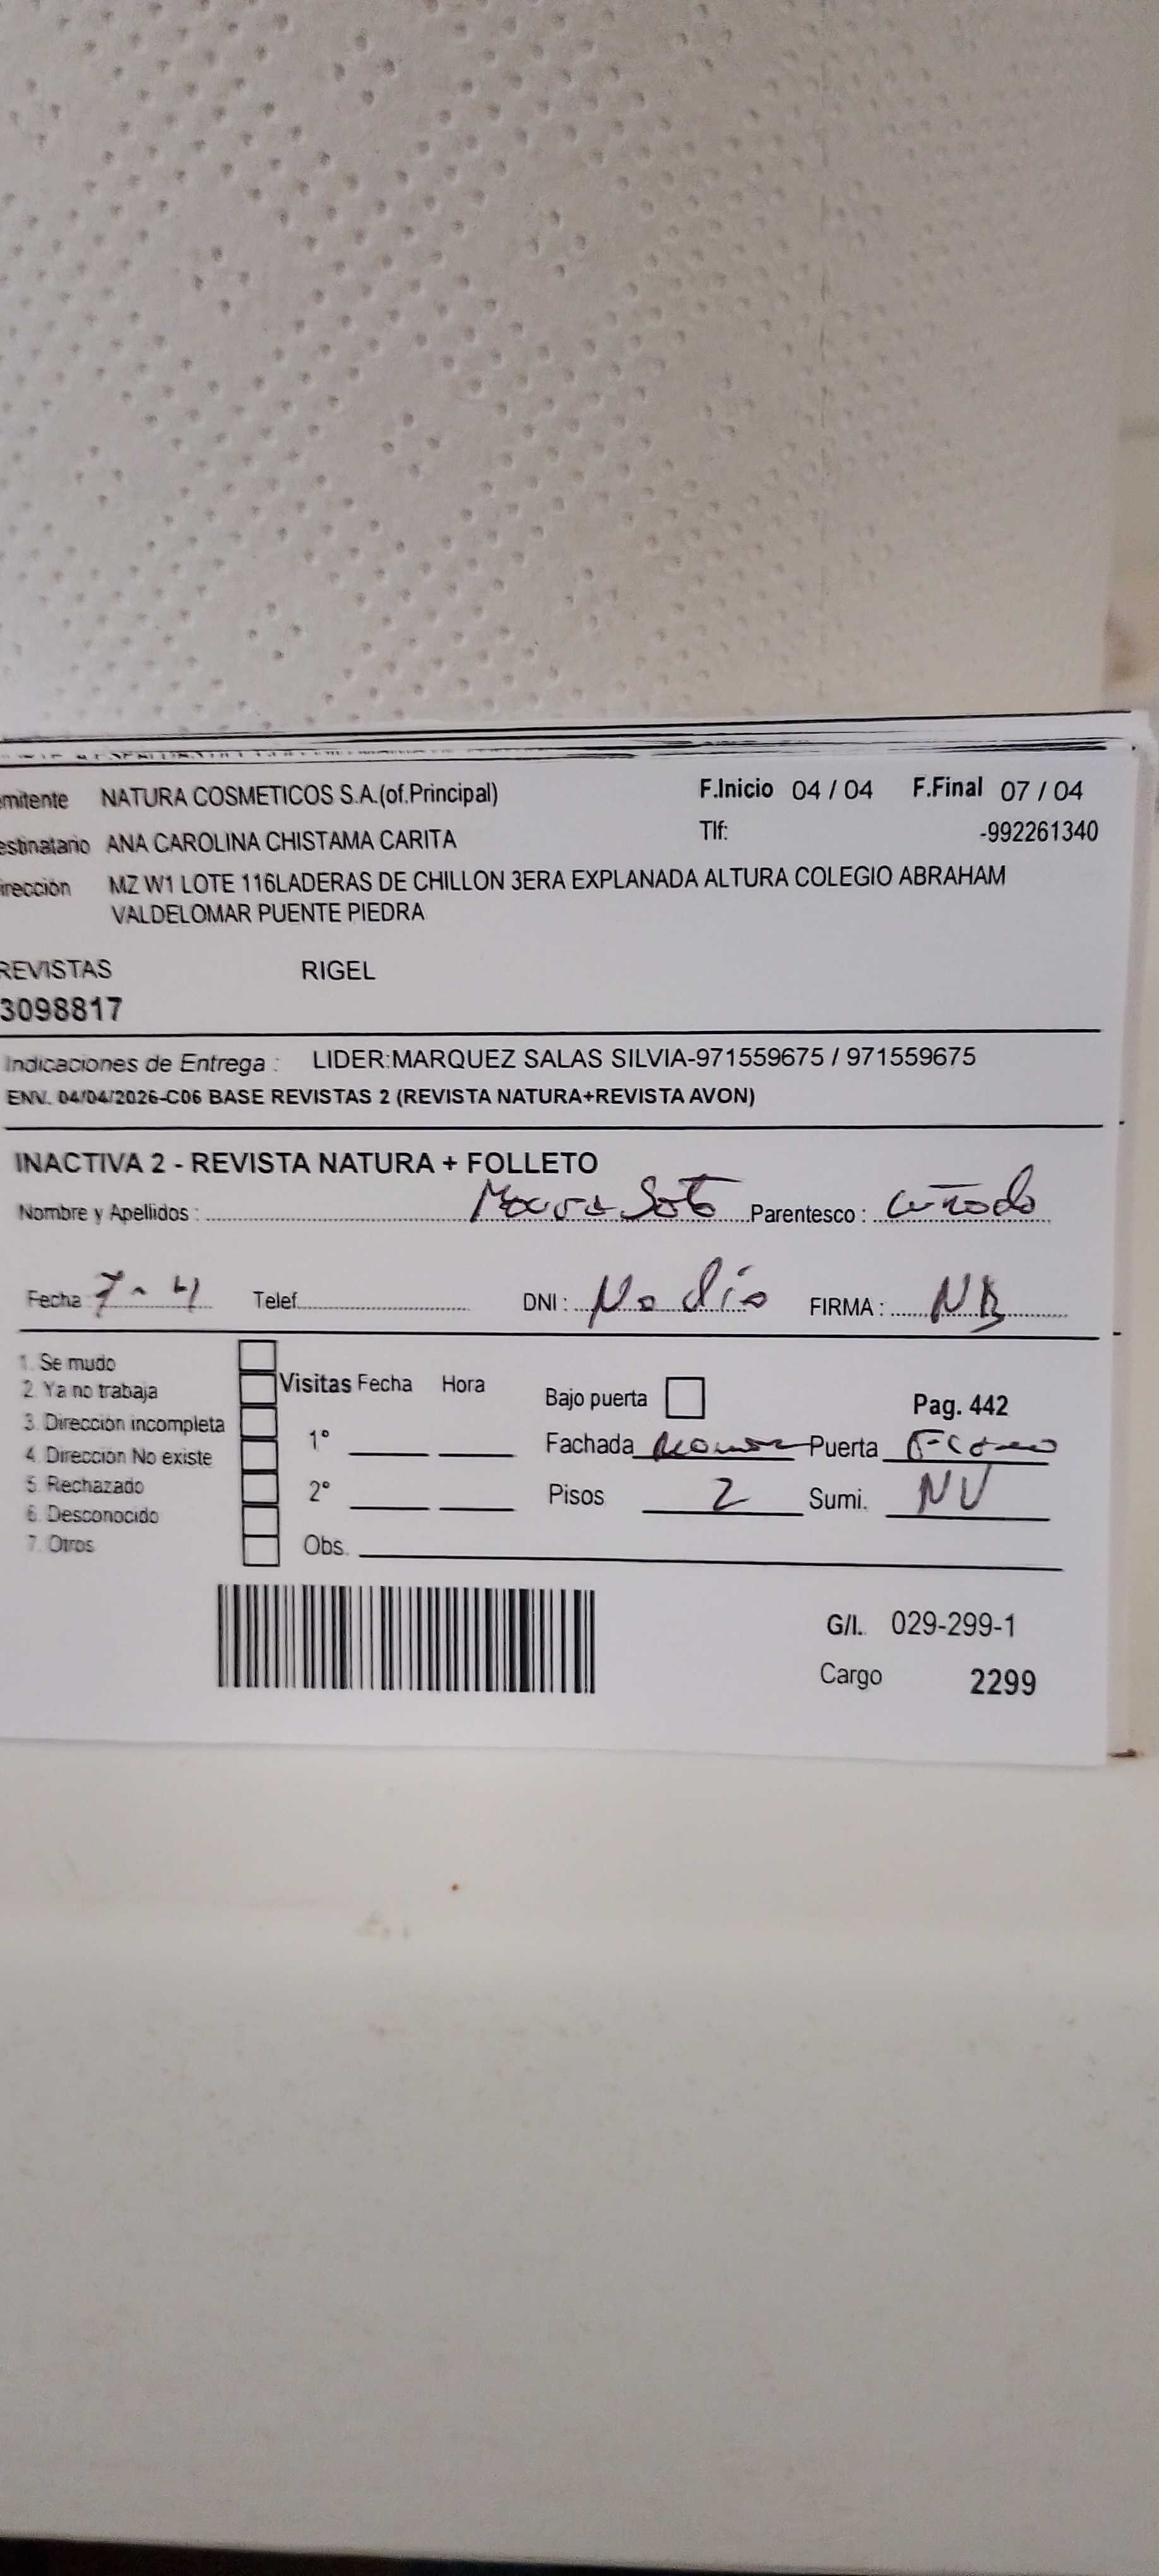 mitente NATURA COSMETICOS S.A.(of.Principal) F.Inicio 04 / 04 F.Final 07 / 04
estinatario ANA CAROLINA CHISTAMA CARITA Tlf: -992261340
irección MZ W1 LOTE 116LADERAS DE CHILLON 3ERA EXPLANADA ALTURA COLEGIO ABRAHAM
VALDELOMAR PUENTE PIEDRA
REVISTAS RIGEL
3098817
Indicaciones de Entrega : LIDER:MARQUEZ SALAS SILVIA-971559675 / 971559675
ENV. 04/04/2026-C06 BASE REVISTAS 2 (REVISTA NATURA+REVISTA AVON)
INACTIVA 2 - REVISTA NATURA + FOLLETO
Nombre y Apellidos : Soto Parentesco : cuñado
Fecha 7-4 Telef. DNI : No dio FIRMA :
1. Se mudo
2. Ya no trabaja Visitas Fecha Hora Bajo puerta Pag. 442
3. Dirección incompleta 1° Fachada Puerta
4. Dirección No existe
5. Rechazado 2° Pisos 2 Sumi. NV
6. Desconocido
7. Otros Obs.
G/I. 029-299-1
Cargo 2299